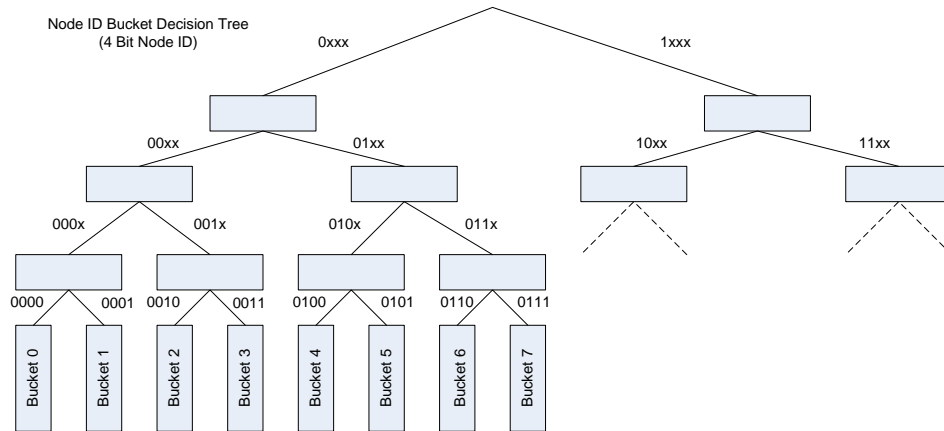 Node ID Bucket Decision Tree
(4 Bit Node ID)
0xxx
1xxx
00xx
01xx
10xx
11xx
000x
001x
010x
011x
0000
0001
0010
0011
0100
0101
0110
0111
Bucket 0
Bucket 1
Bucket 2
Bucket 3
Bucket 4
Bucket 5
Bucket 6
Bucket 7